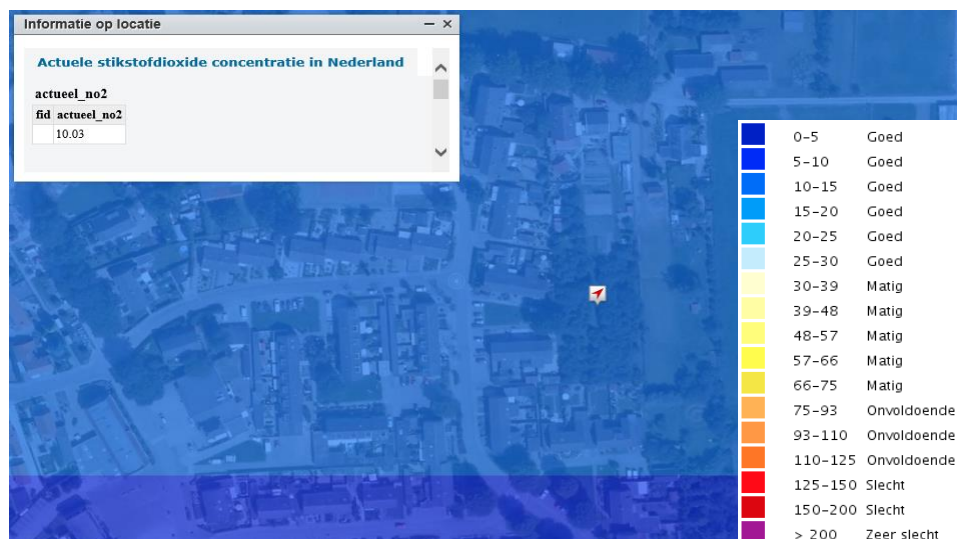 Informatie op locatie
Actuele stikstofdioxide concentratie in Nederland
actueel_no2
fid actueel_no2
10.03
0-5 Goed
5-10 Goed
10-15 Goed
15-20 Goed
20-25 Goed
25-30 Goed
30-39 Matig
39-48 Matig
48-57 Matig
57-66 Matig
66-75 Matig
75-93 Onvoldoende
93-110 Onvoldoende
110-125 Onvoldoende
125-150 Slecht
150-200 Slecht
> 200 Zeer slecht